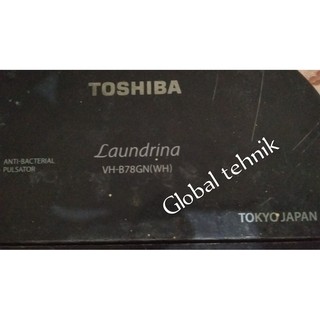 TOSHIBA
Laundrina
VH-B78GN(WH)
ANTI-BACTERIAL
PULSATOR
Global tehnik
TOKYO JAPAN